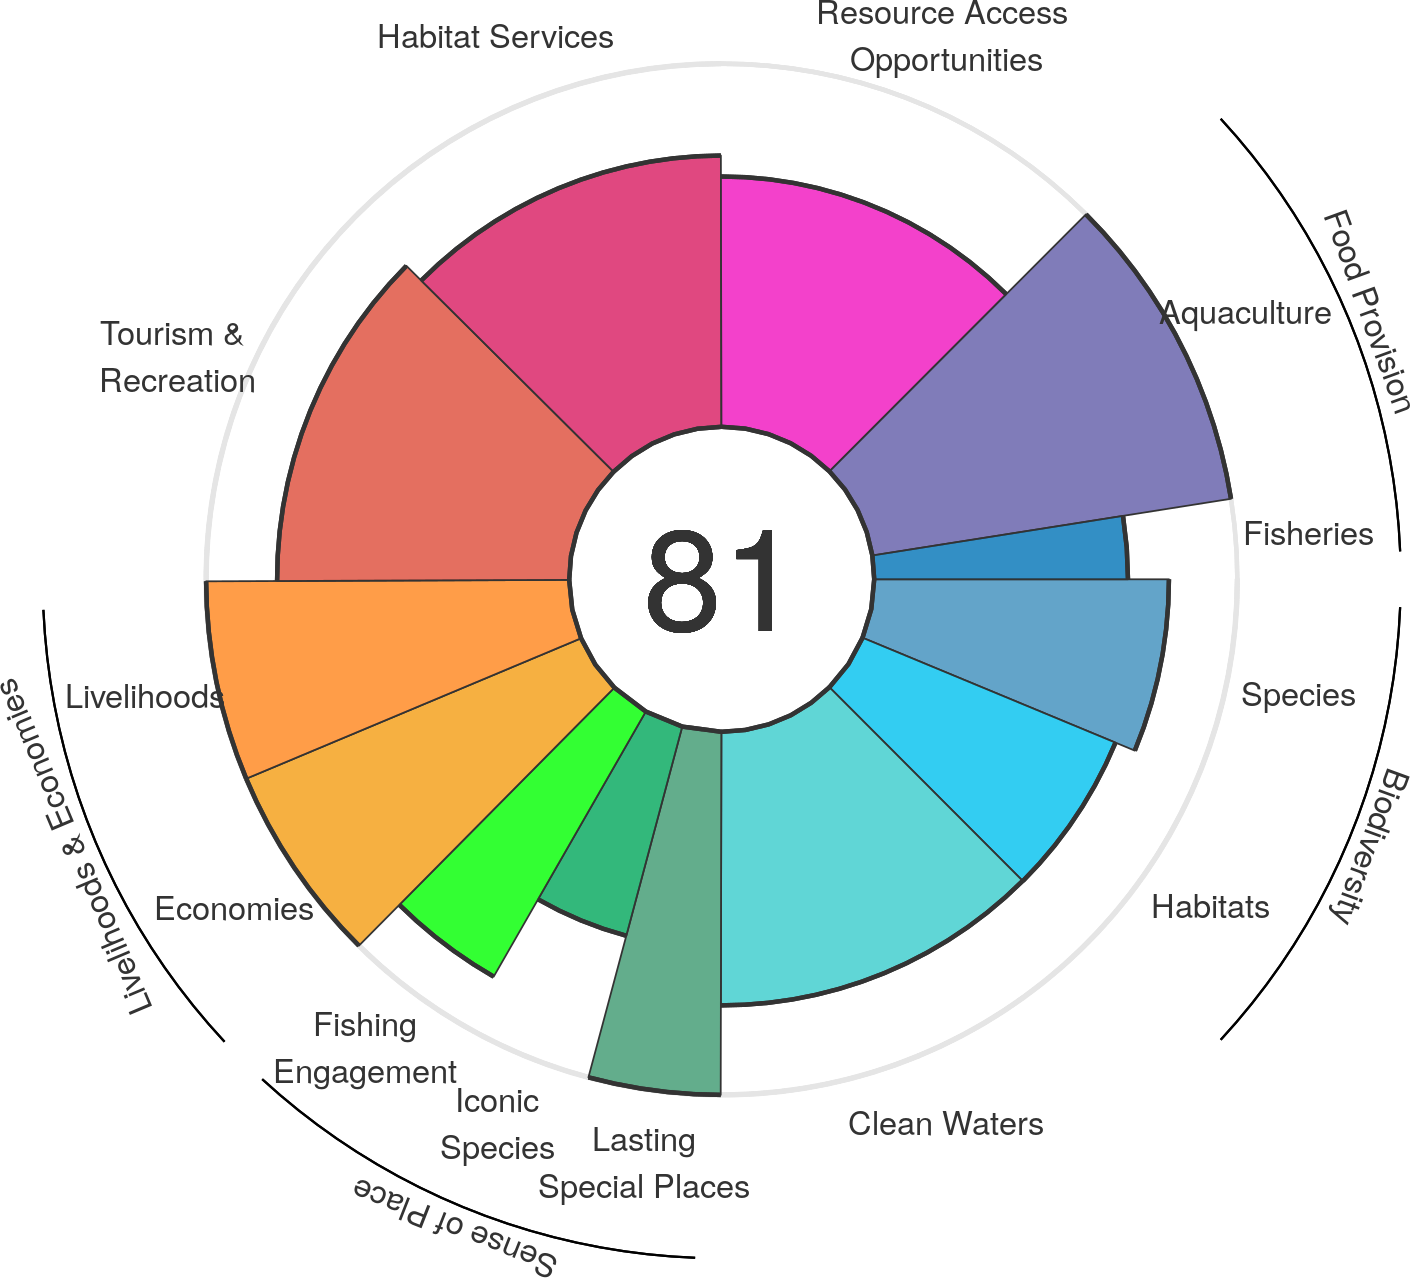 Resource Access
Opportunities
Habitat Services
Food Provision
Aquaculture
Tourism &
Recreation
Fisheries
81
Livelihoods
Species
Livelihoods & Economies
Biodiversity
Economies
Habitats
Fishing
Engagement
Iconic
Species
Clean Waters
Lasting
Special Places
Sense of Place